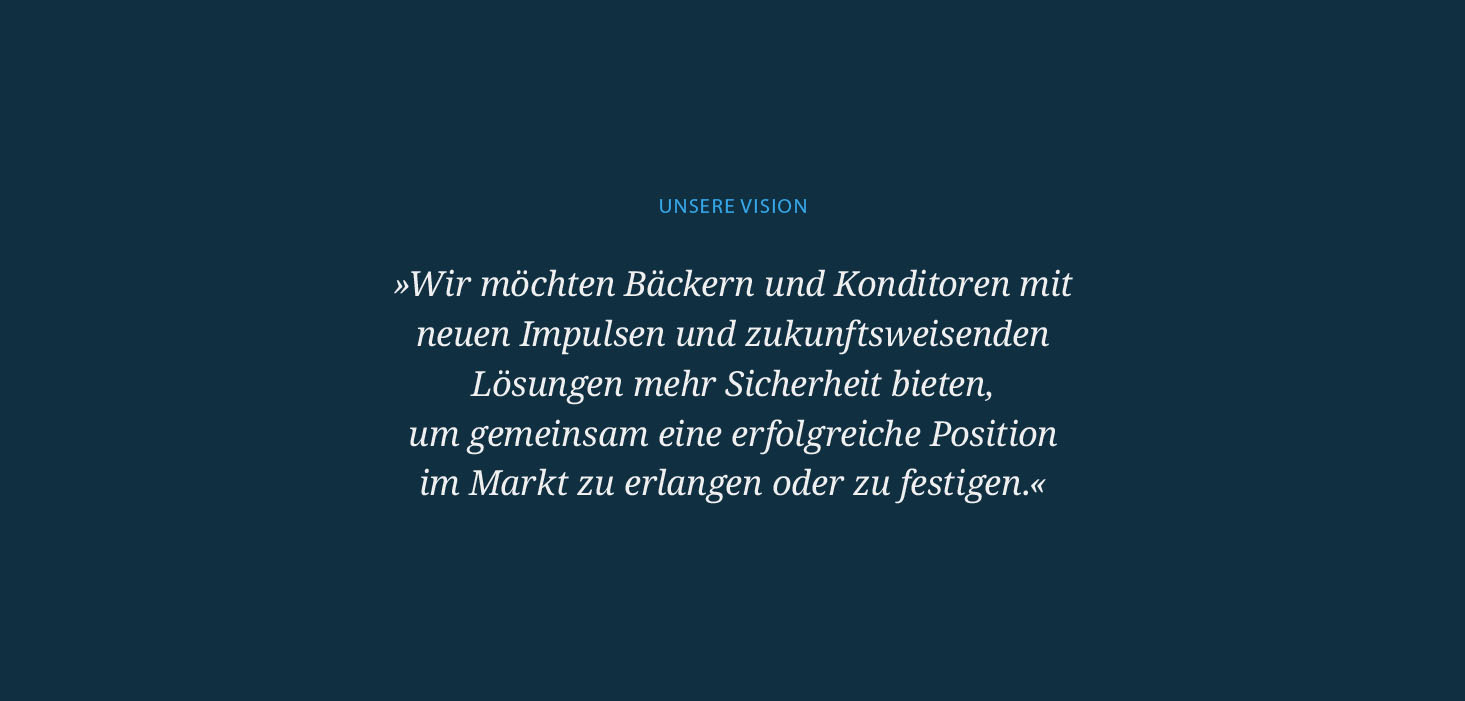 UNSERE VISION
»Wir möchten Bäckern und Konditoren mit
neuen Impulsen und zukunftsweisenden
Lösungen mehr Sicherheit bieten,
um gemeinsam eine erfolgreiche Position
im Markt zu erlangen oder zu festigen.«